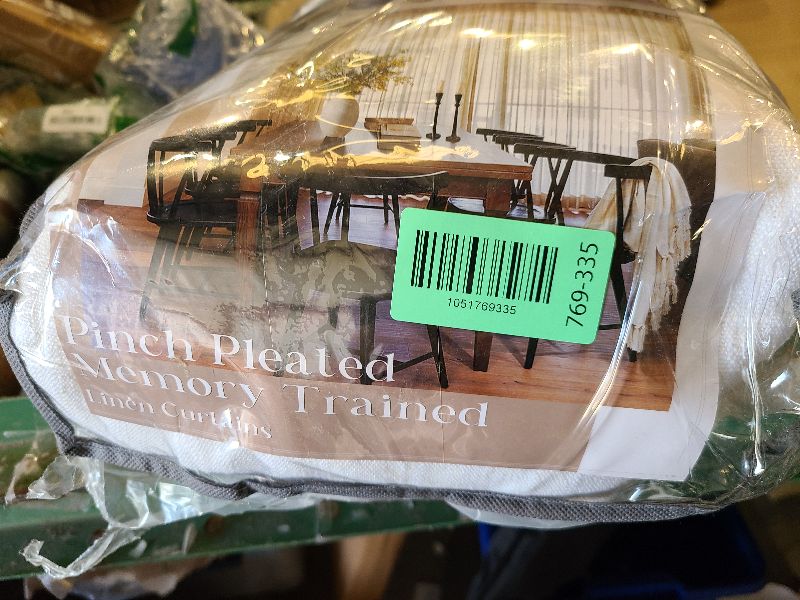 1051769335
769-335
Pinch Pleated
Memory Trained
Linen Curtains